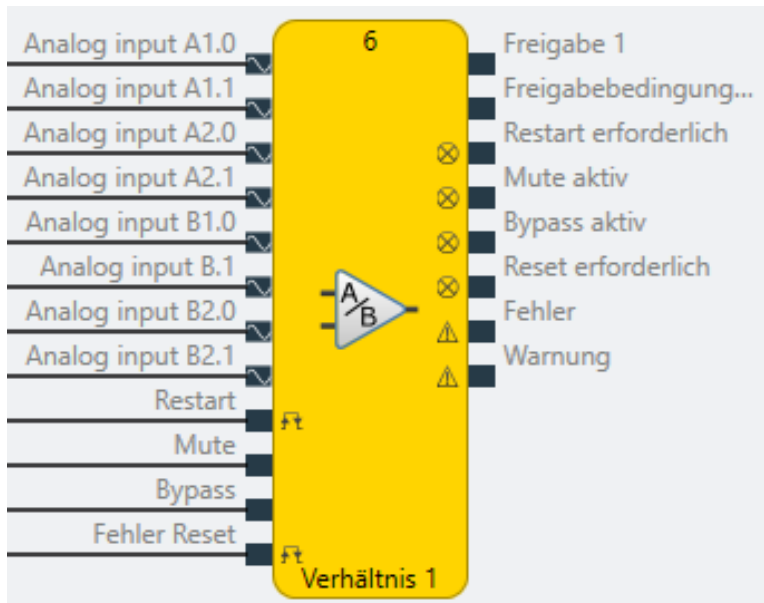 Analog input A1.0
Analog input A1.1
Analog input A2.0
Analog input A2.1
Analog input B1.0
Analog input B.1
Analog input B2.0
Analog input B2.1
Restart
Mute
Bypass
Fehler Reset
6
A/B
Verhältnis 1
Freigabe 1
Freigabebedingung...
Restart erforderlich
Mute aktiv
Bypass aktiv
Reset erforderlich
Fehler
Warnung